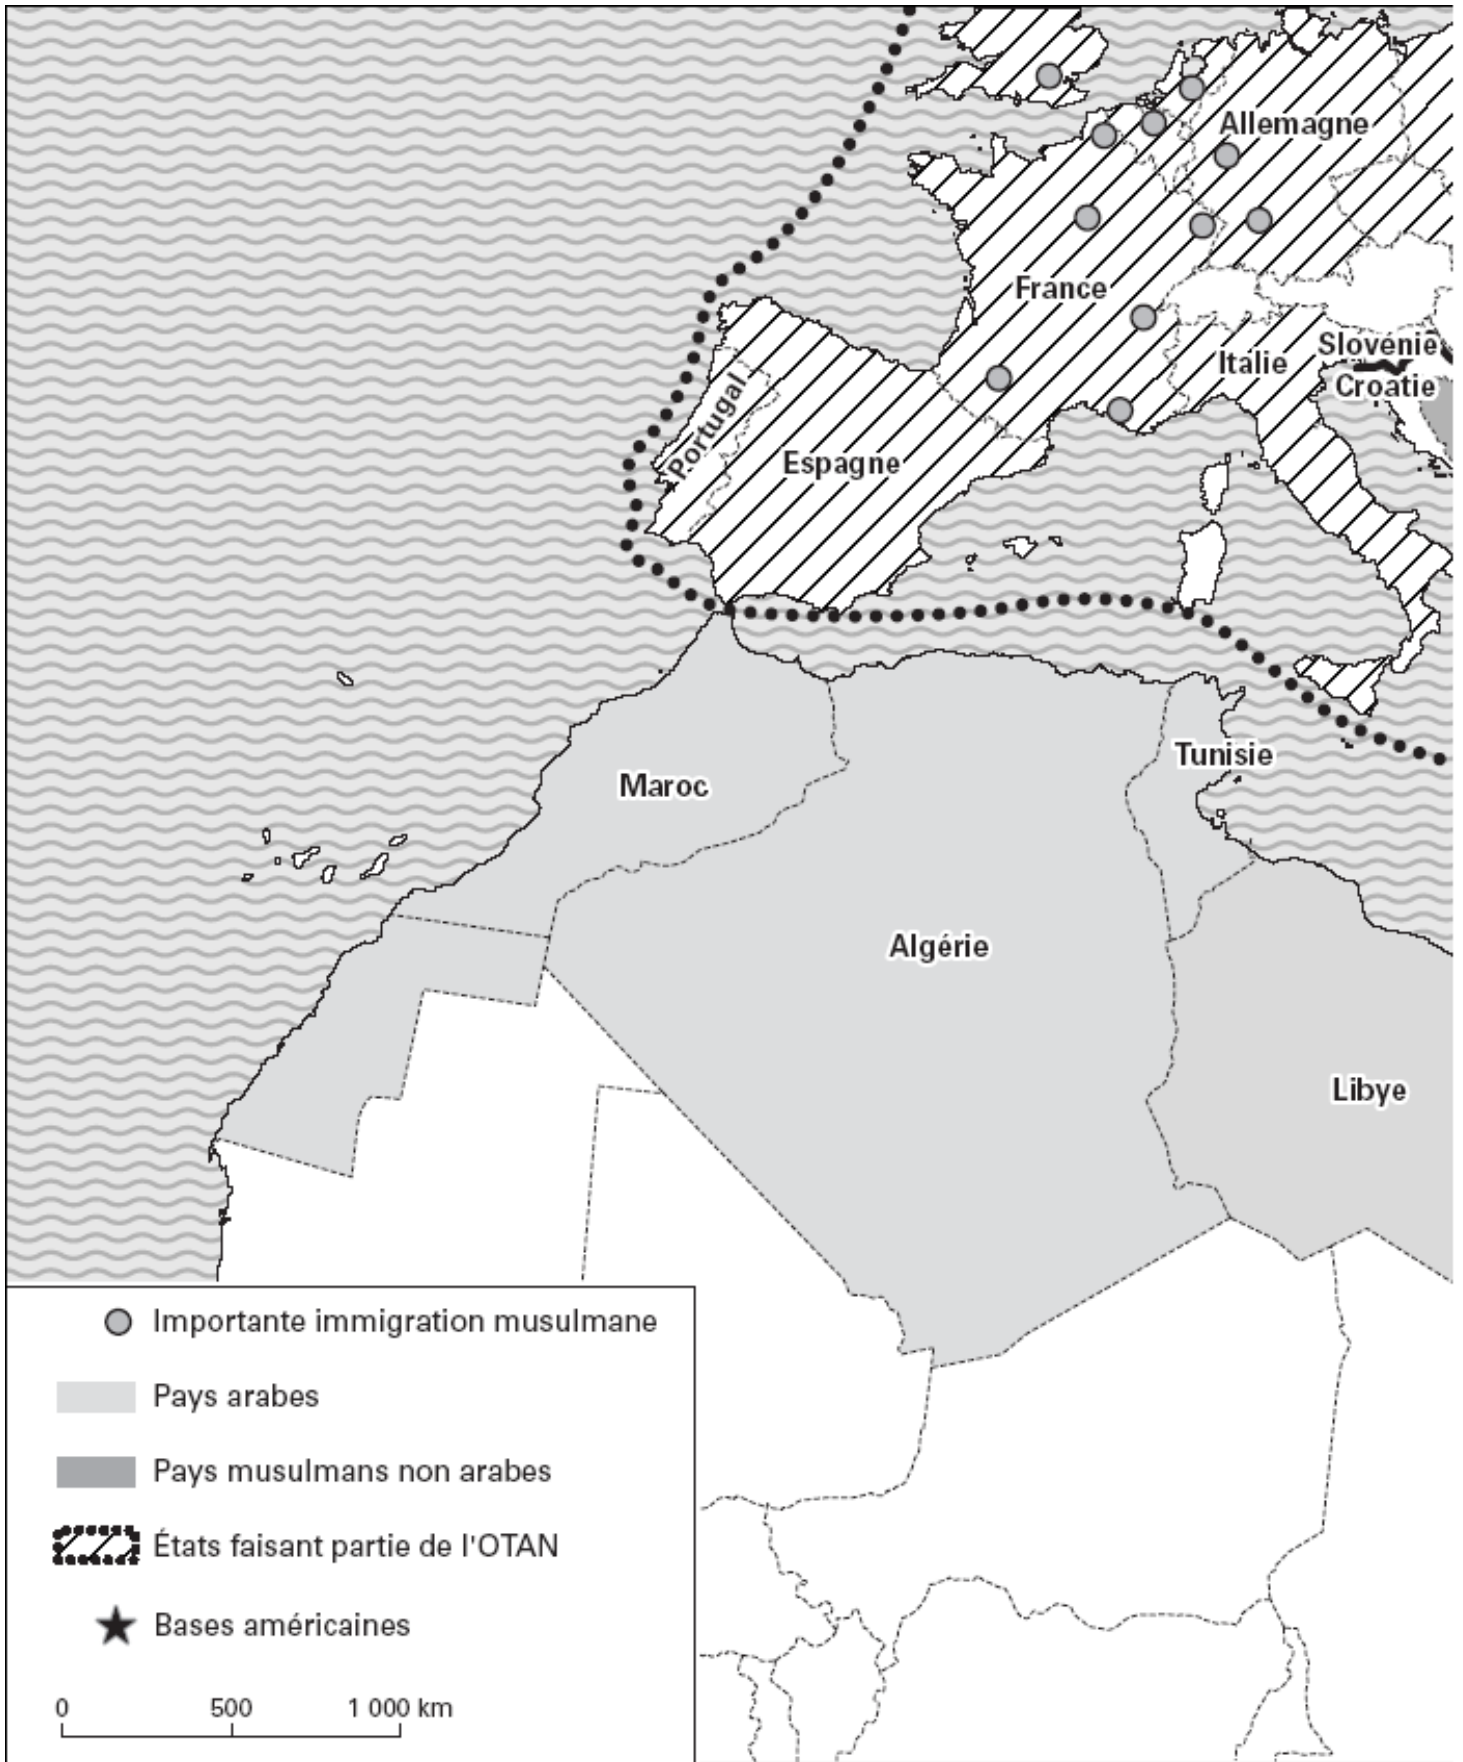 Allemagne
France
Italie
Slovénie
Croatie
Portugal
Espagne
Tunisie
Maroc
Algérie
Libye
Importante immigration musulmane
Pays arabes
Pays musulmans non arabes
États faisant partie de l'OTAN
Bases américaines
0 500 1 000 km